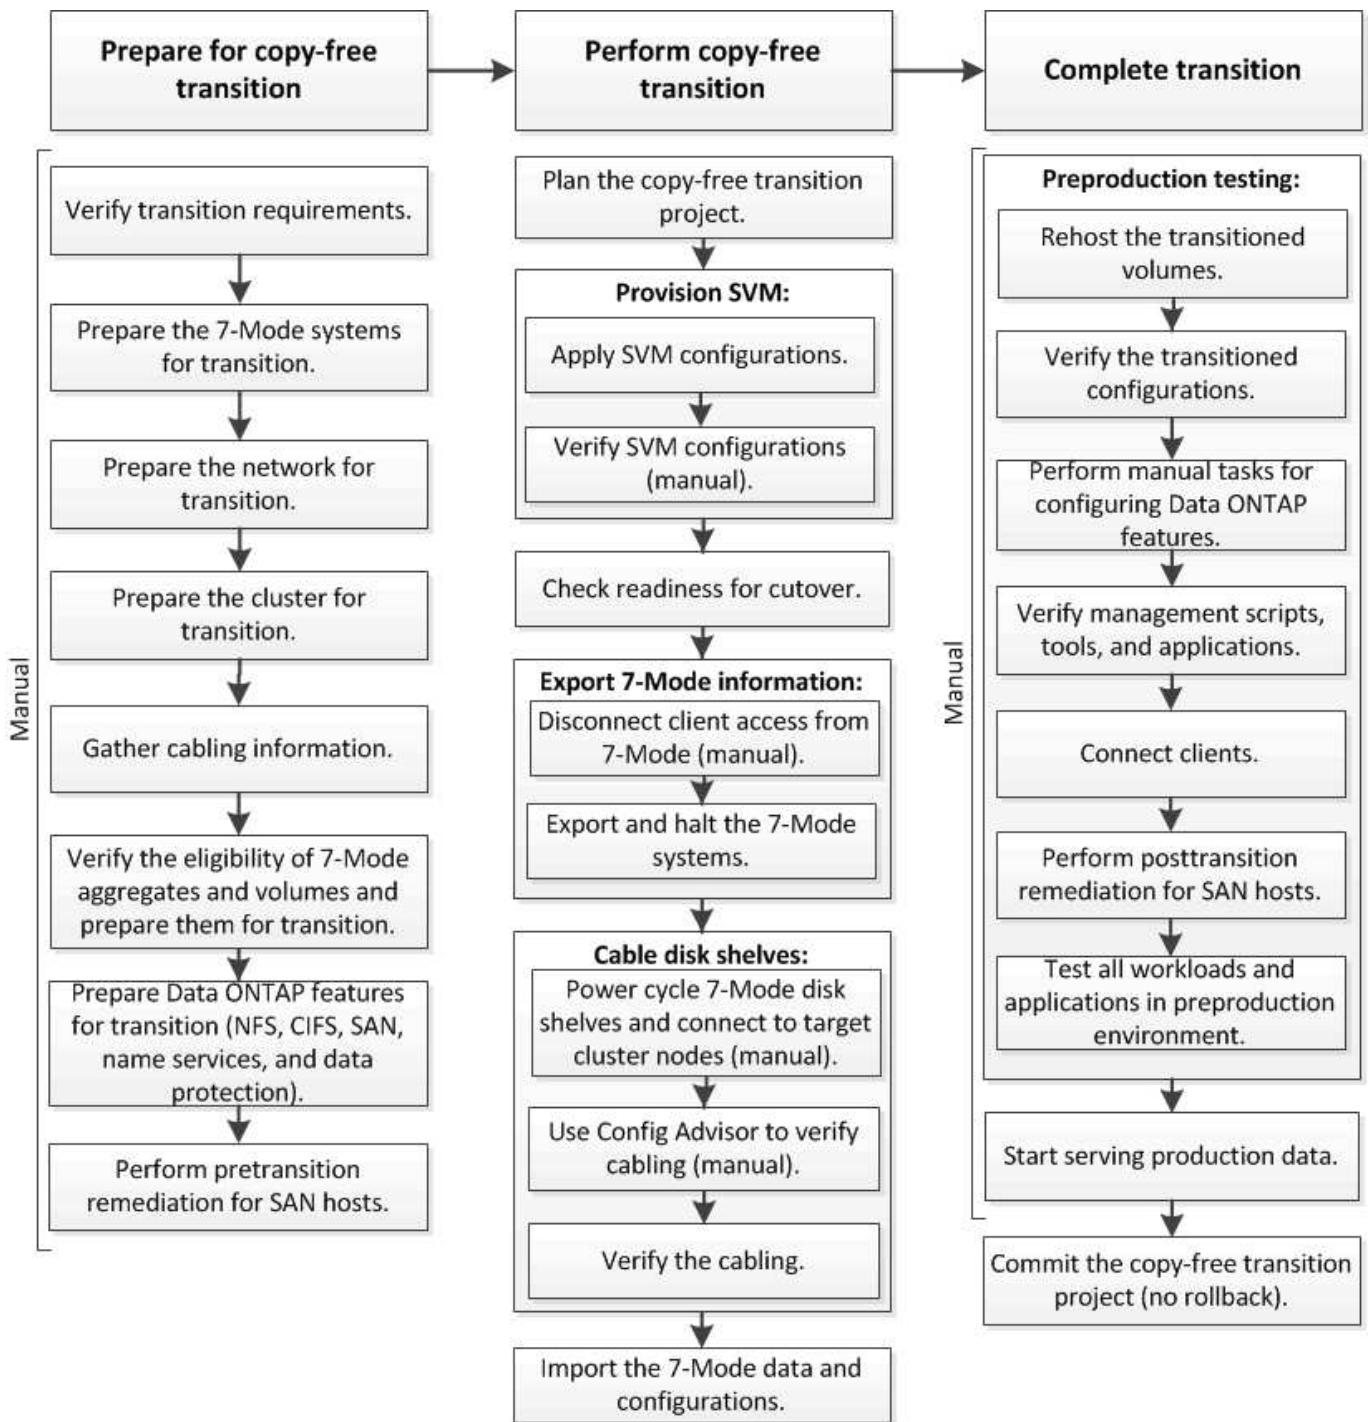 Prepare for copy-free
transition
Perform copy-free
transition
Complete transition
Manual
Verify transition requirements.
Prepare the 7-Mode systems
for transition.
Prepare the network for
transition.
Prepare the cluster for
transition.
Gather cabling information.
Verify the eligibility of 7-Mode
aggregates and volumes and
prepare them for transition.
Prepare Data ONTAP features
for transition (NFS, CIFS, SAN,
name services, and data
protection).
Perform pretransition
remediation for SAN hosts.
Plan the copy-free transition
project.
Provision SVM:
Apply SVM configurations.
Verify SVM configurations
(manual).
Check readiness for cutover.
Export 7-Mode information:
Disconnect client access from
7-Mode (manual).
Export and halt the 7-Mode
systems.
Cable disk shelves:
Power cycle 7-Mode disk
shelves and connect to target
cluster nodes (manual).
Use Config Advisor to verify
cabling (manual).
Verify the cabling.
Import the 7-Mode data and
configurations.
Manual
Preproduction testing:
Rehost the transitioned
volumes.
Verify the transitioned
configurations.
Perform manual tasks for
configuring Data ONTAP
features.
Verify management scripts,
tools, and applications.
Connect clients.
Perform posttransition
remediation for SAN hosts.
Test all workloads and
applications in preproduction
environment.
Start serving production data.
Commit the copy-free transition
project (no rollback).